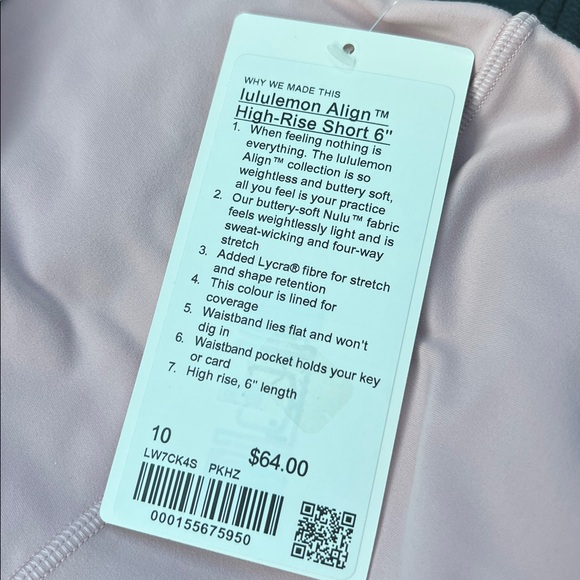 WHY WE MADE THIS
lululemon Align™
High-Rise Short 6"
1. When feeling nothing is
everything. The lululemon
Align™ collection is so
weightless and buttery soft,
all you feel is your practice
2. Our buttery-soft Nulu™ fabric
feels weightlessly light and is
sweat-wicking and four-way
stretch
3. Added Lycra® fibre for stretch
and shape retention
4. This colour is lined for
coverage
5. Waistband lies flat and won't
dig in
6. Waistband pocket holds your key
or card
7. High rise, 6" length
10 $64.00
LW7CK4S PKHZ
000155675950